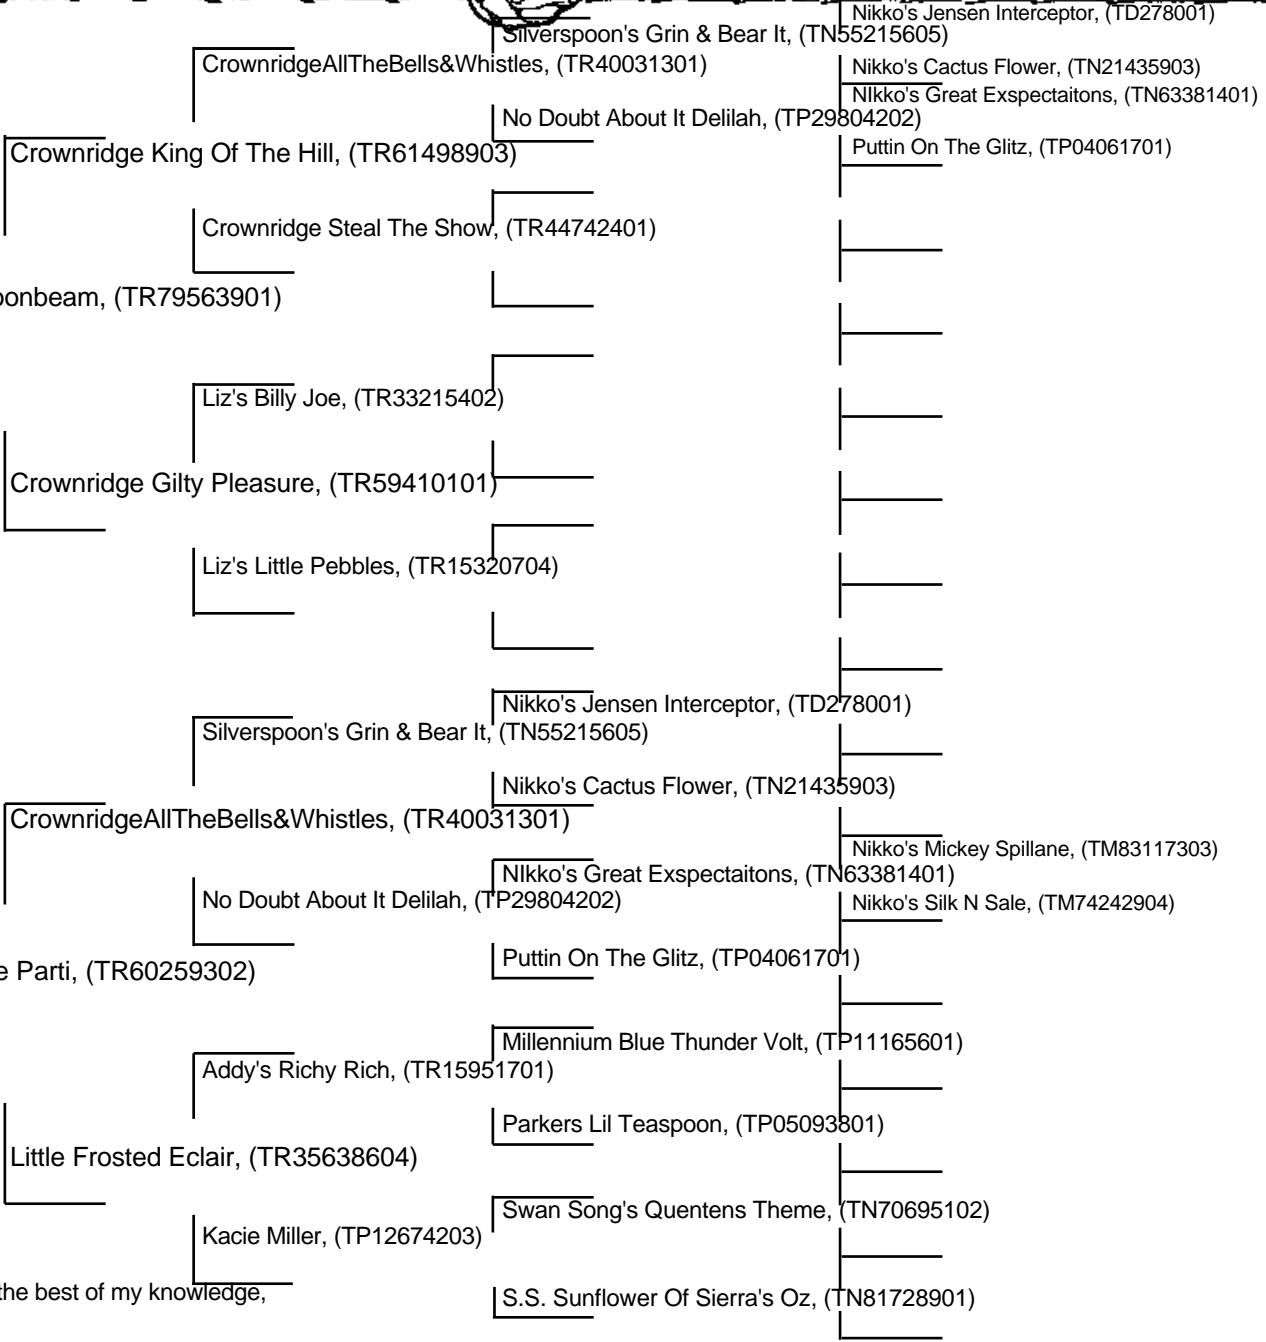 Nikko's Jensen Interceptor, (TD278001)
Silverspoon's Grin & Bear It, (TN55215605)
CrownridgeAllTheBells&Whistles, (TR40031301)
Nikko's Cactus Flower, (TN21435903)
NIkko's Great Exspectaitons, (TN63381401)
No Doubt About It Delilah, (TP29804202)
Puttin On The Glitz, (TP04061701)
Crownridge King Of The Hill, (TR61498903)
Crownridge Steal The Show, (TR44742401)
onbeam, (TR79563901)
Liz's Billy Joe, (TR33215402)
Crownridge Gilty Pleasure, (TR59410101)
Liz's Little Pebbles, (TR15320704)
Nikko's Jensen Interceptor, (TD278001)
Silverspoon's Grin & Bear It, (TN55215605)
Nikko's Cactus Flower, (TN21435903)
CrownridgeAllTheBells&Whistles, (TR40031301)
Nikko's Mickey Spillane, (TM83117303)
NIkko's Great Exspectaitons, (TN63381401)
No Doubt About It Delilah, (TP29804202)
Nikko's Silk N Sale, (TM74242904)
Puttin On The Glitz, (TP04061701)
e Parti, (TR60259302)
Millennium Blue Thunder Volt, (TP11165601)
Addy's Richy Rich, (TR15951701)
Parkers Lil Teaspoon, (TP05093801)
Little Frosted Eclair, (TR35638604)
Swan Song's Quentens Theme, (TN70695102)
Kacie Miller, (TP12674203)
the best of my knowledge,
S.S. Sunflower Of Sierra's Oz, (TN81728901)